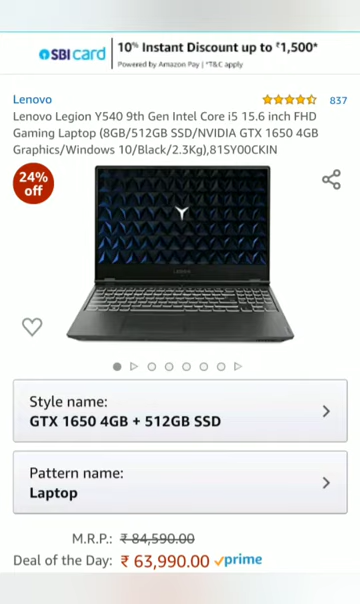 SBI card
10% Instant Discount up to ₹1,500*
Powered by Amazon Pay | *T&C apply
Lenovo
837
Lenovo Legion Y540 9th Gen Intel Core i5 15.6 inch FHD
Gaming Laptop (8GB/512GB SSD/NVIDIA GTX 1650 4GB
Graphics/Windows 10/Black/2.3Kg),81SY00CKIN
24%
off
LEGION
Style name:
GTX 1650 4GB + 512GB SSD
Pattern name:
Laptop
M.R.P.: ₹ 84,590.00
Deal of the Day: ₹ 63,990.00 prime